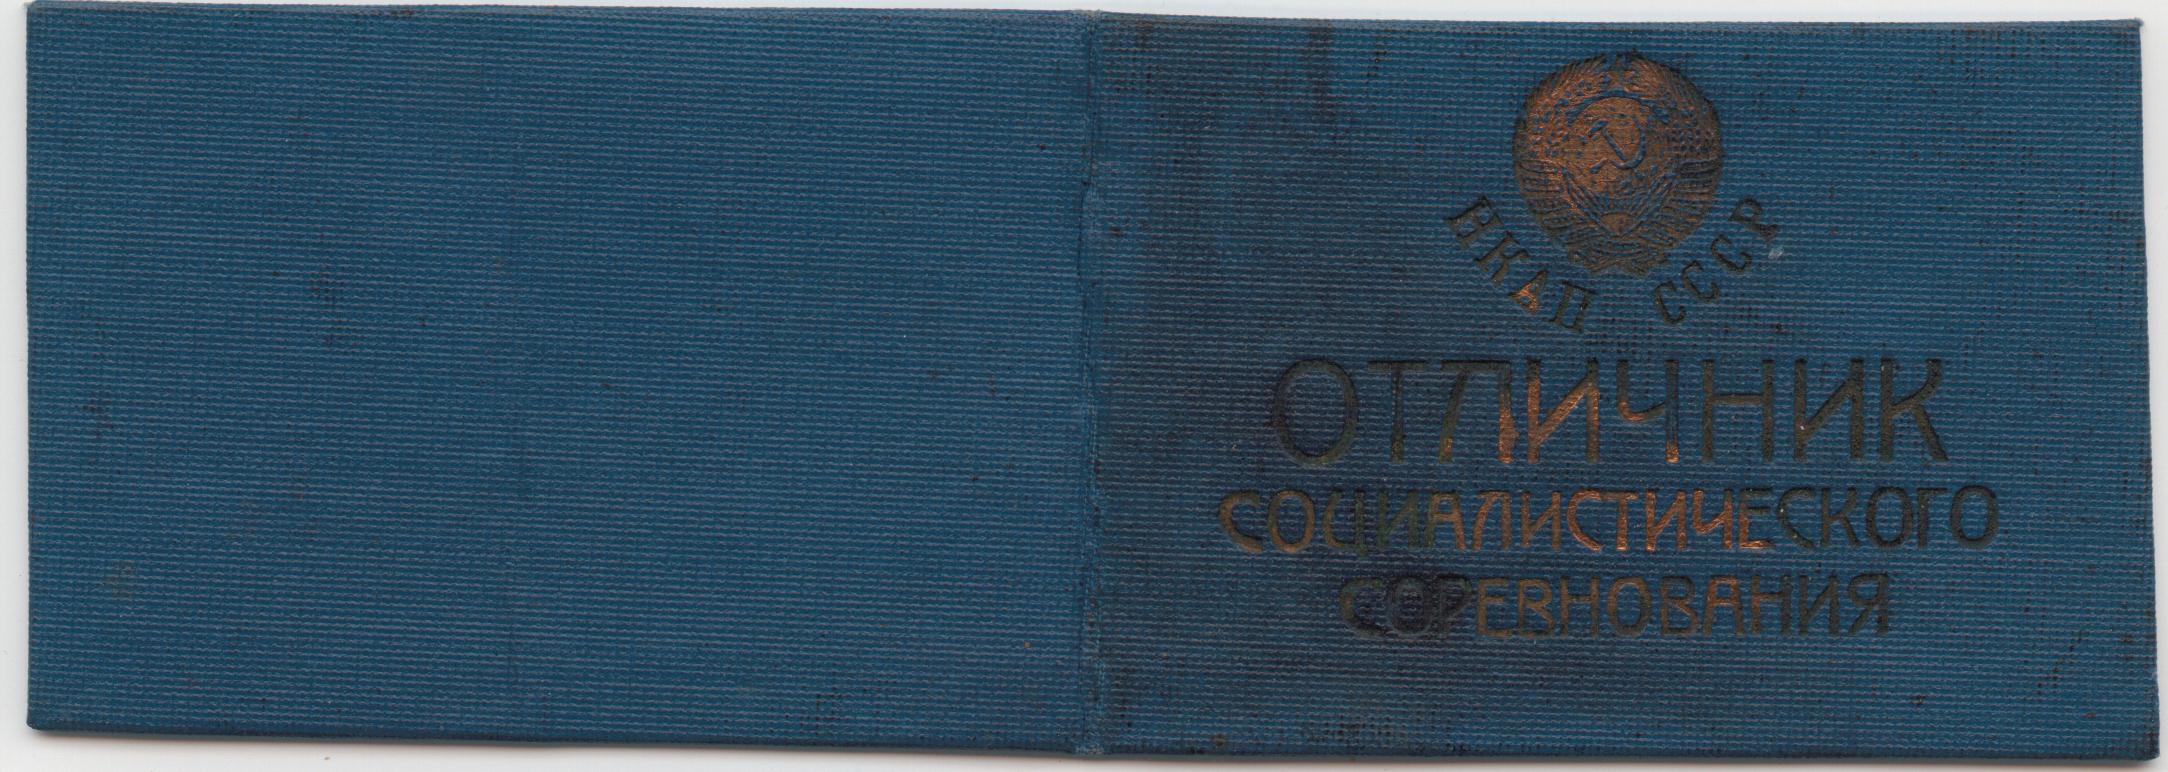 НКАП СССР
ОТЛИЧНИК
СОЦИАЛИСТИЧЕСКОГО
СОРЕВНОВАНИЯ